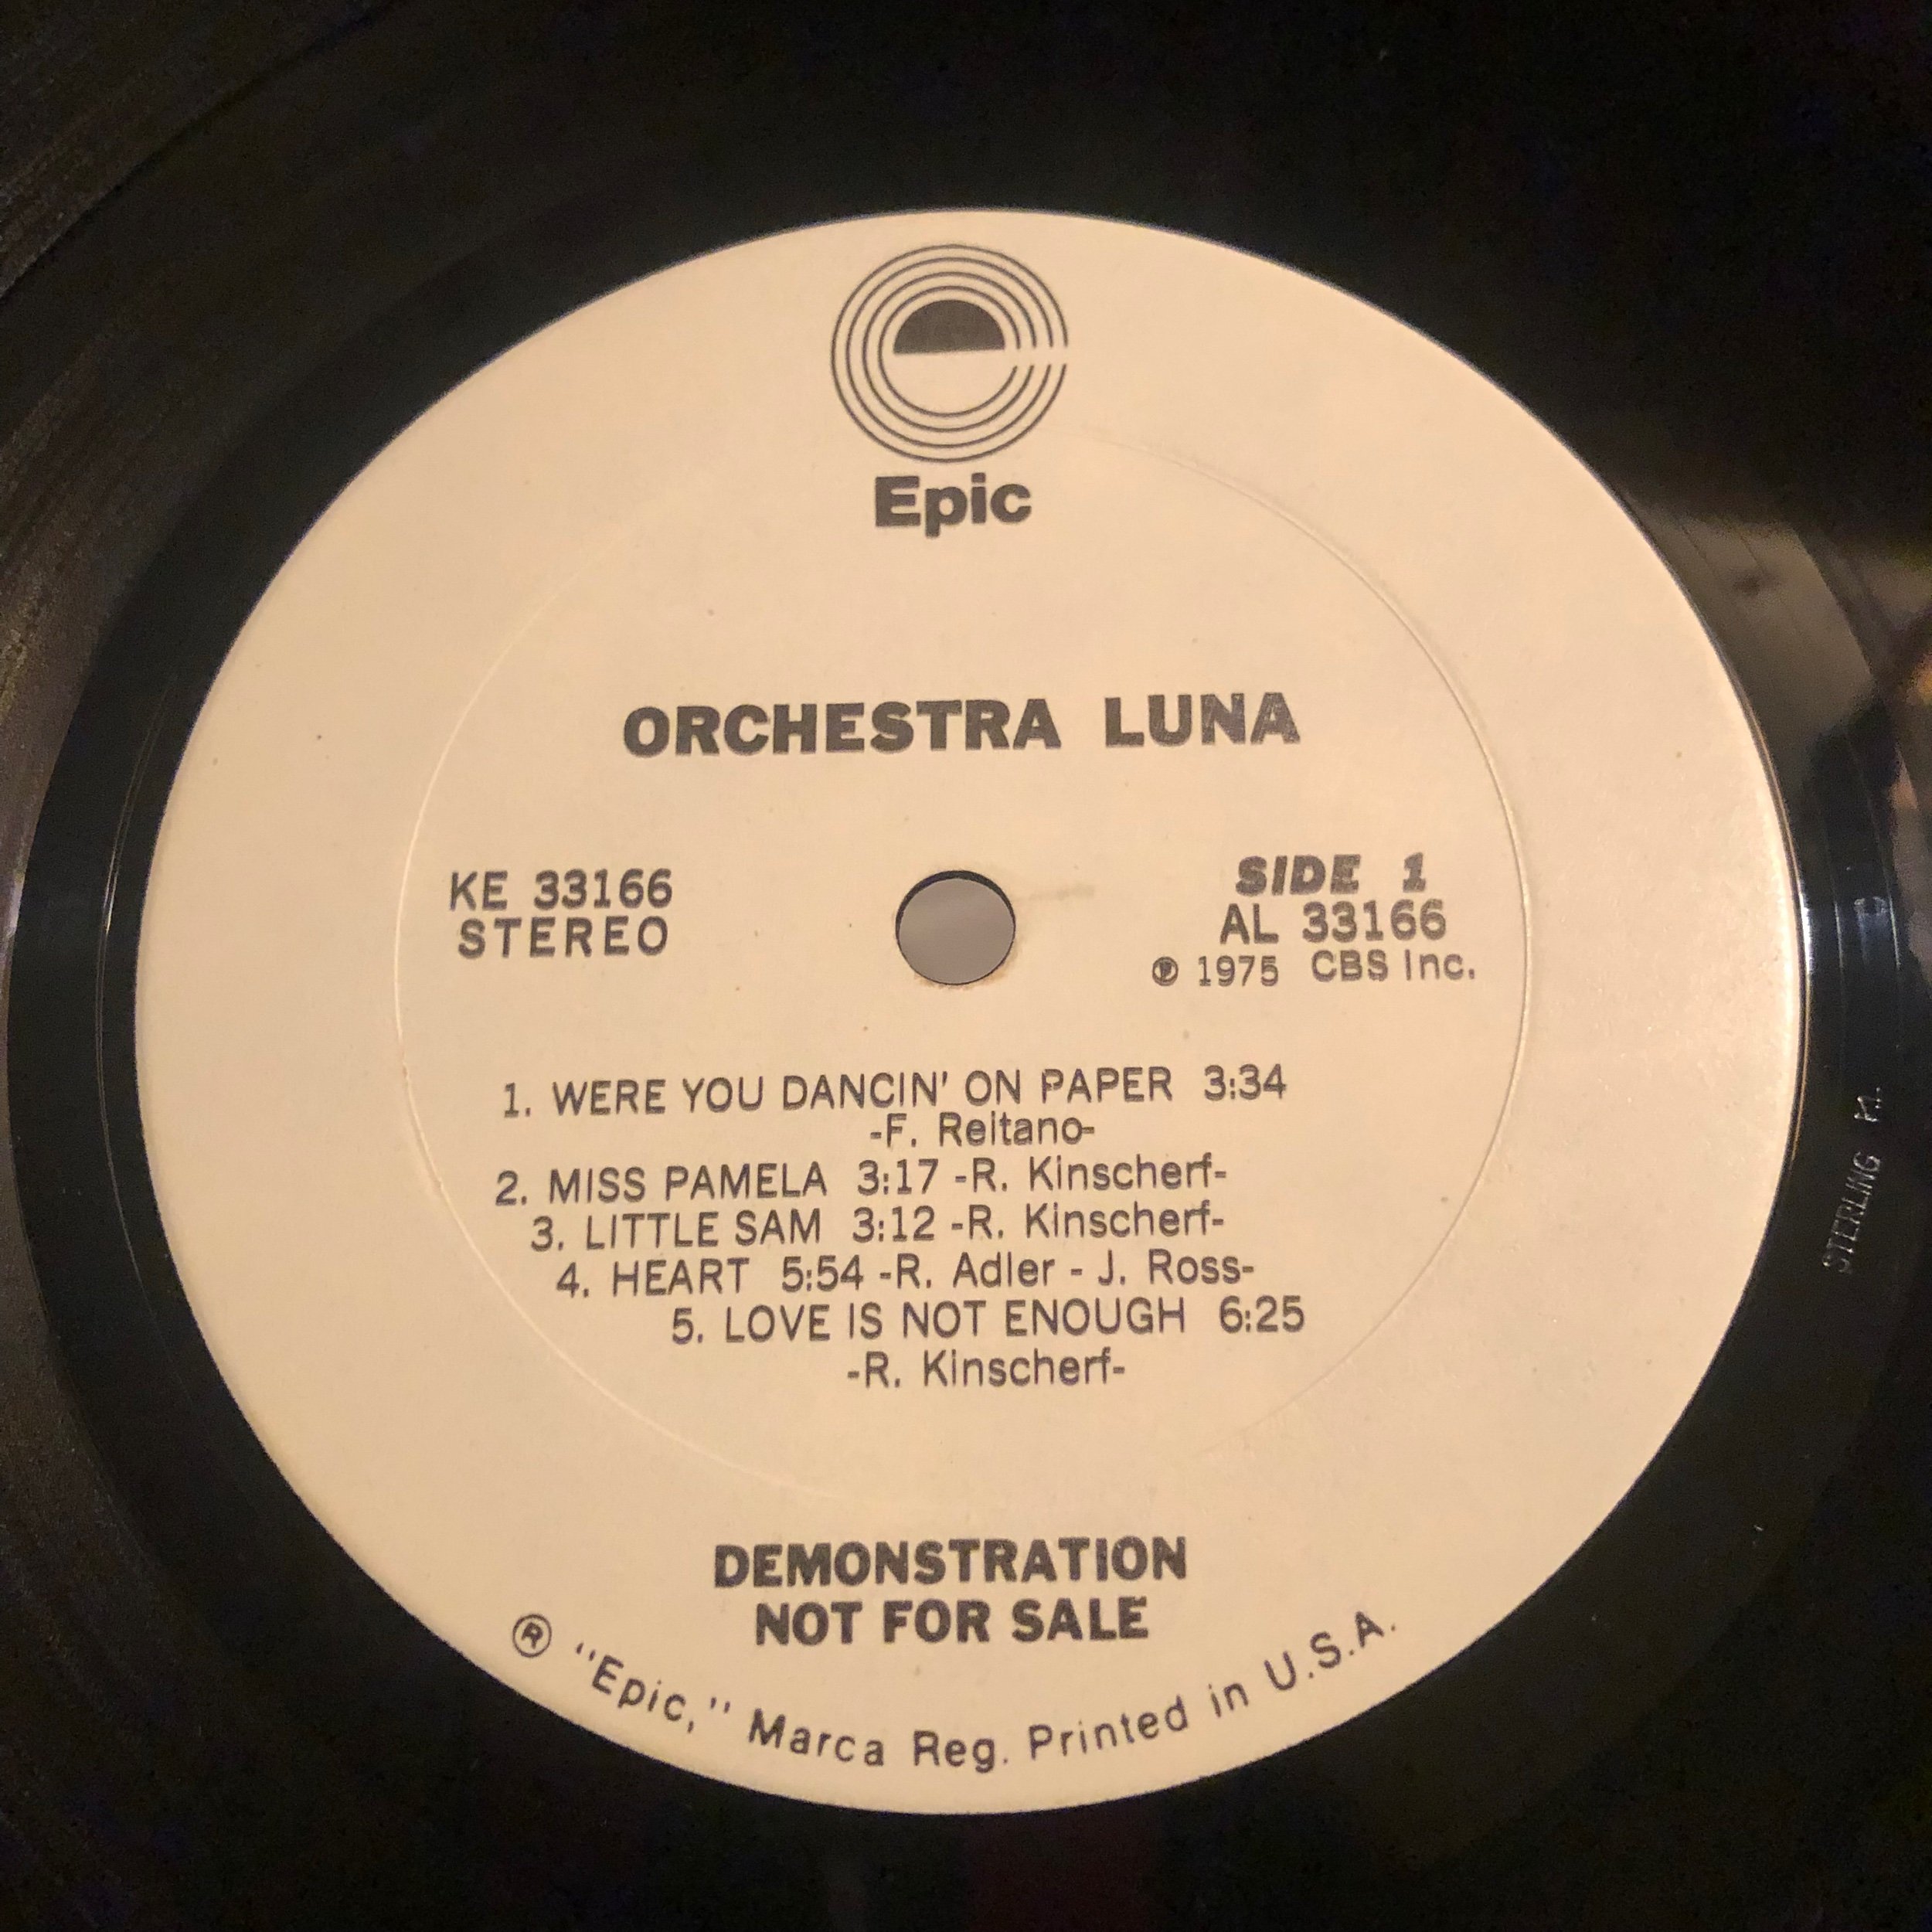 Epic
ORCHESTRA LUNA
KE 33166
STEREO
SIDE 1
AL 33166
℗ 1975 CBS Inc.
1. WERE YOU DANCIN' ON PAPER 3:34
-F. Reitano-
2. MISS PAMELA 3:17 -R. Kinscherf-
3. LITTLE SAM 3:12 -R. Kinscherf-
4. HEART 5:54 -R. Adler - J. Ross-
5. LOVE IS NOT ENOUGH 6:25
-R. Kinscherf-
DEMONSTRATION
NOT FOR SALE
® "Epic," Marca Reg. Printed in U.S.A.
STERLING